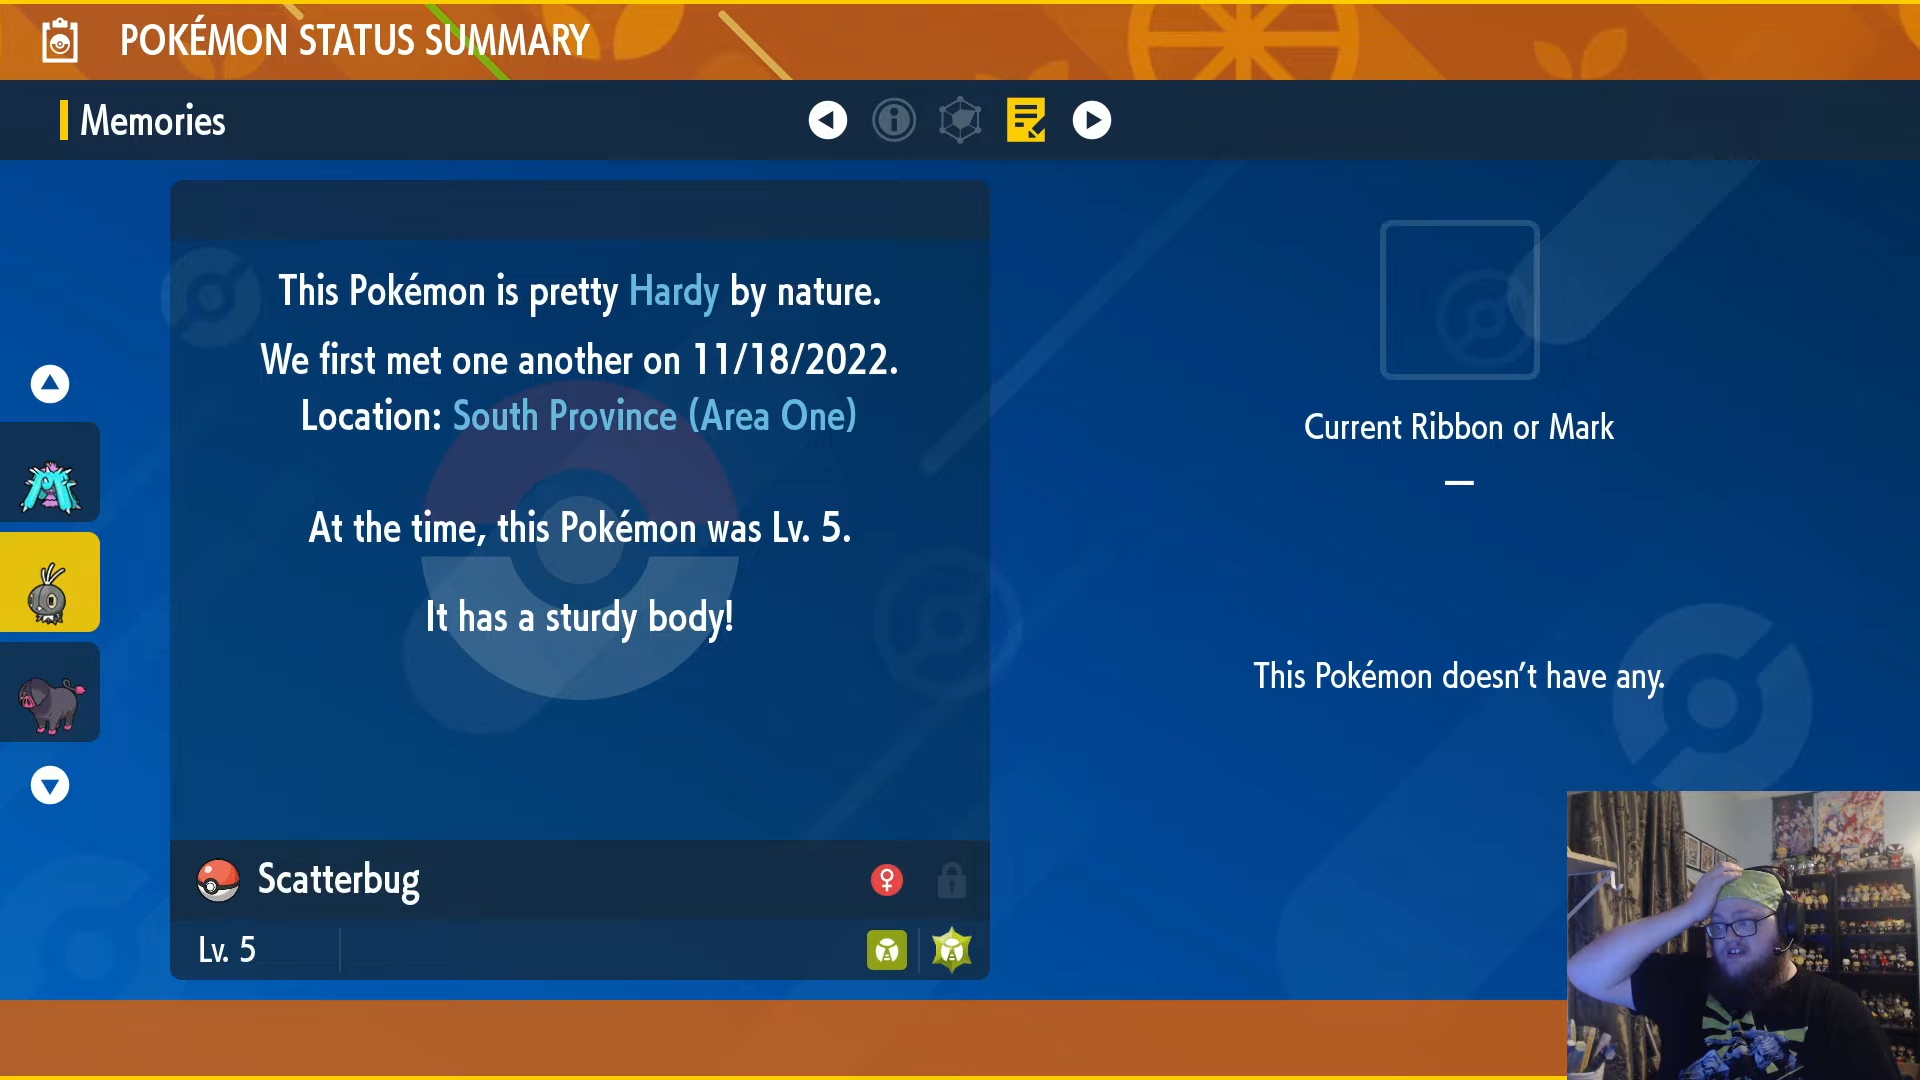 POKÉMON STATUS SUMMARY
Memories
This Pokémon is pretty Hardy by nature.
We first met one another on 11/18/2022.
Location: South Province (Area One)
At the time, this Pokémon was Lv. 5.
It has a sturdy body!
Scatterbug
Lv. 5
Current Ribbon or Mark
—
This Pokémon doesn’t have any.